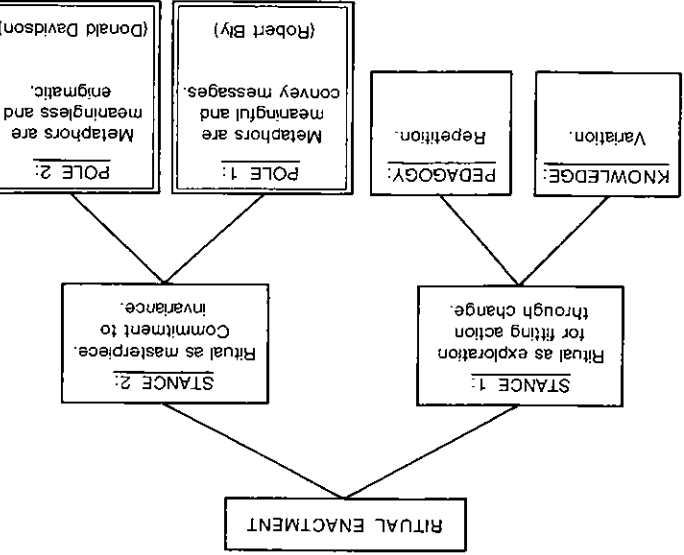 RITUAL ENACTMENT
STANCE 1:
Ritual as exploration
for fitting action
through change.
STANCE 2:
Ritual as masterpiece.
Commitment to
invariance.
KNOWLEDGE:
Variation.
PEDAGOGY:
Repetition.
POLE 1:
Metaphors are
meaningful and
convey messages.
(Robert Bly)
POLE 2:
Metaphors are
meaningless and
enigmatic.
(Donald Davidson)